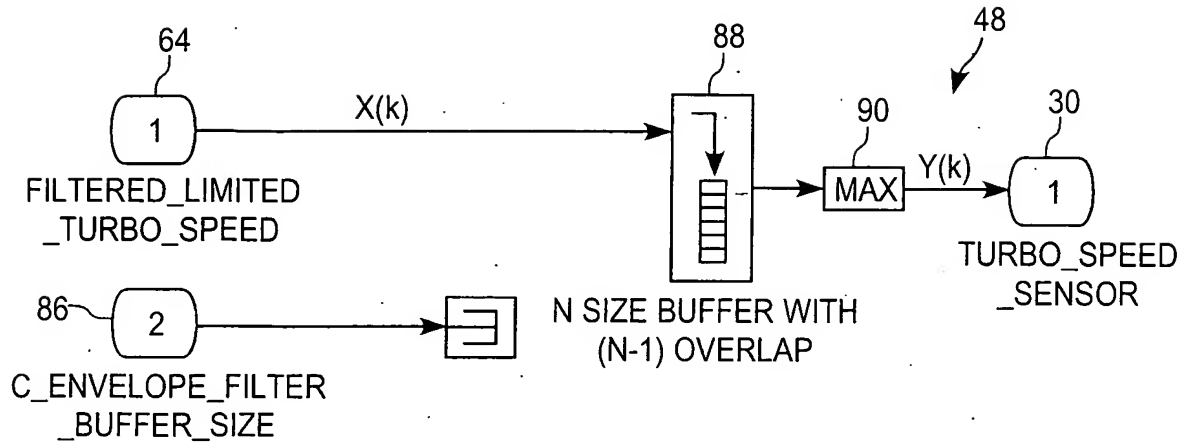 64
1
X(k)
FILTERED_LIMITED
_TURBO_SPEED
88
48
90
MAX
Y(k)
30
1
TURBO_SPEED
_SENSOR
N SIZE BUFFER WITH
(N-1) OVERLAP
86
2
C_ENVELOPE_FILTER
_BUFFER_SIZE